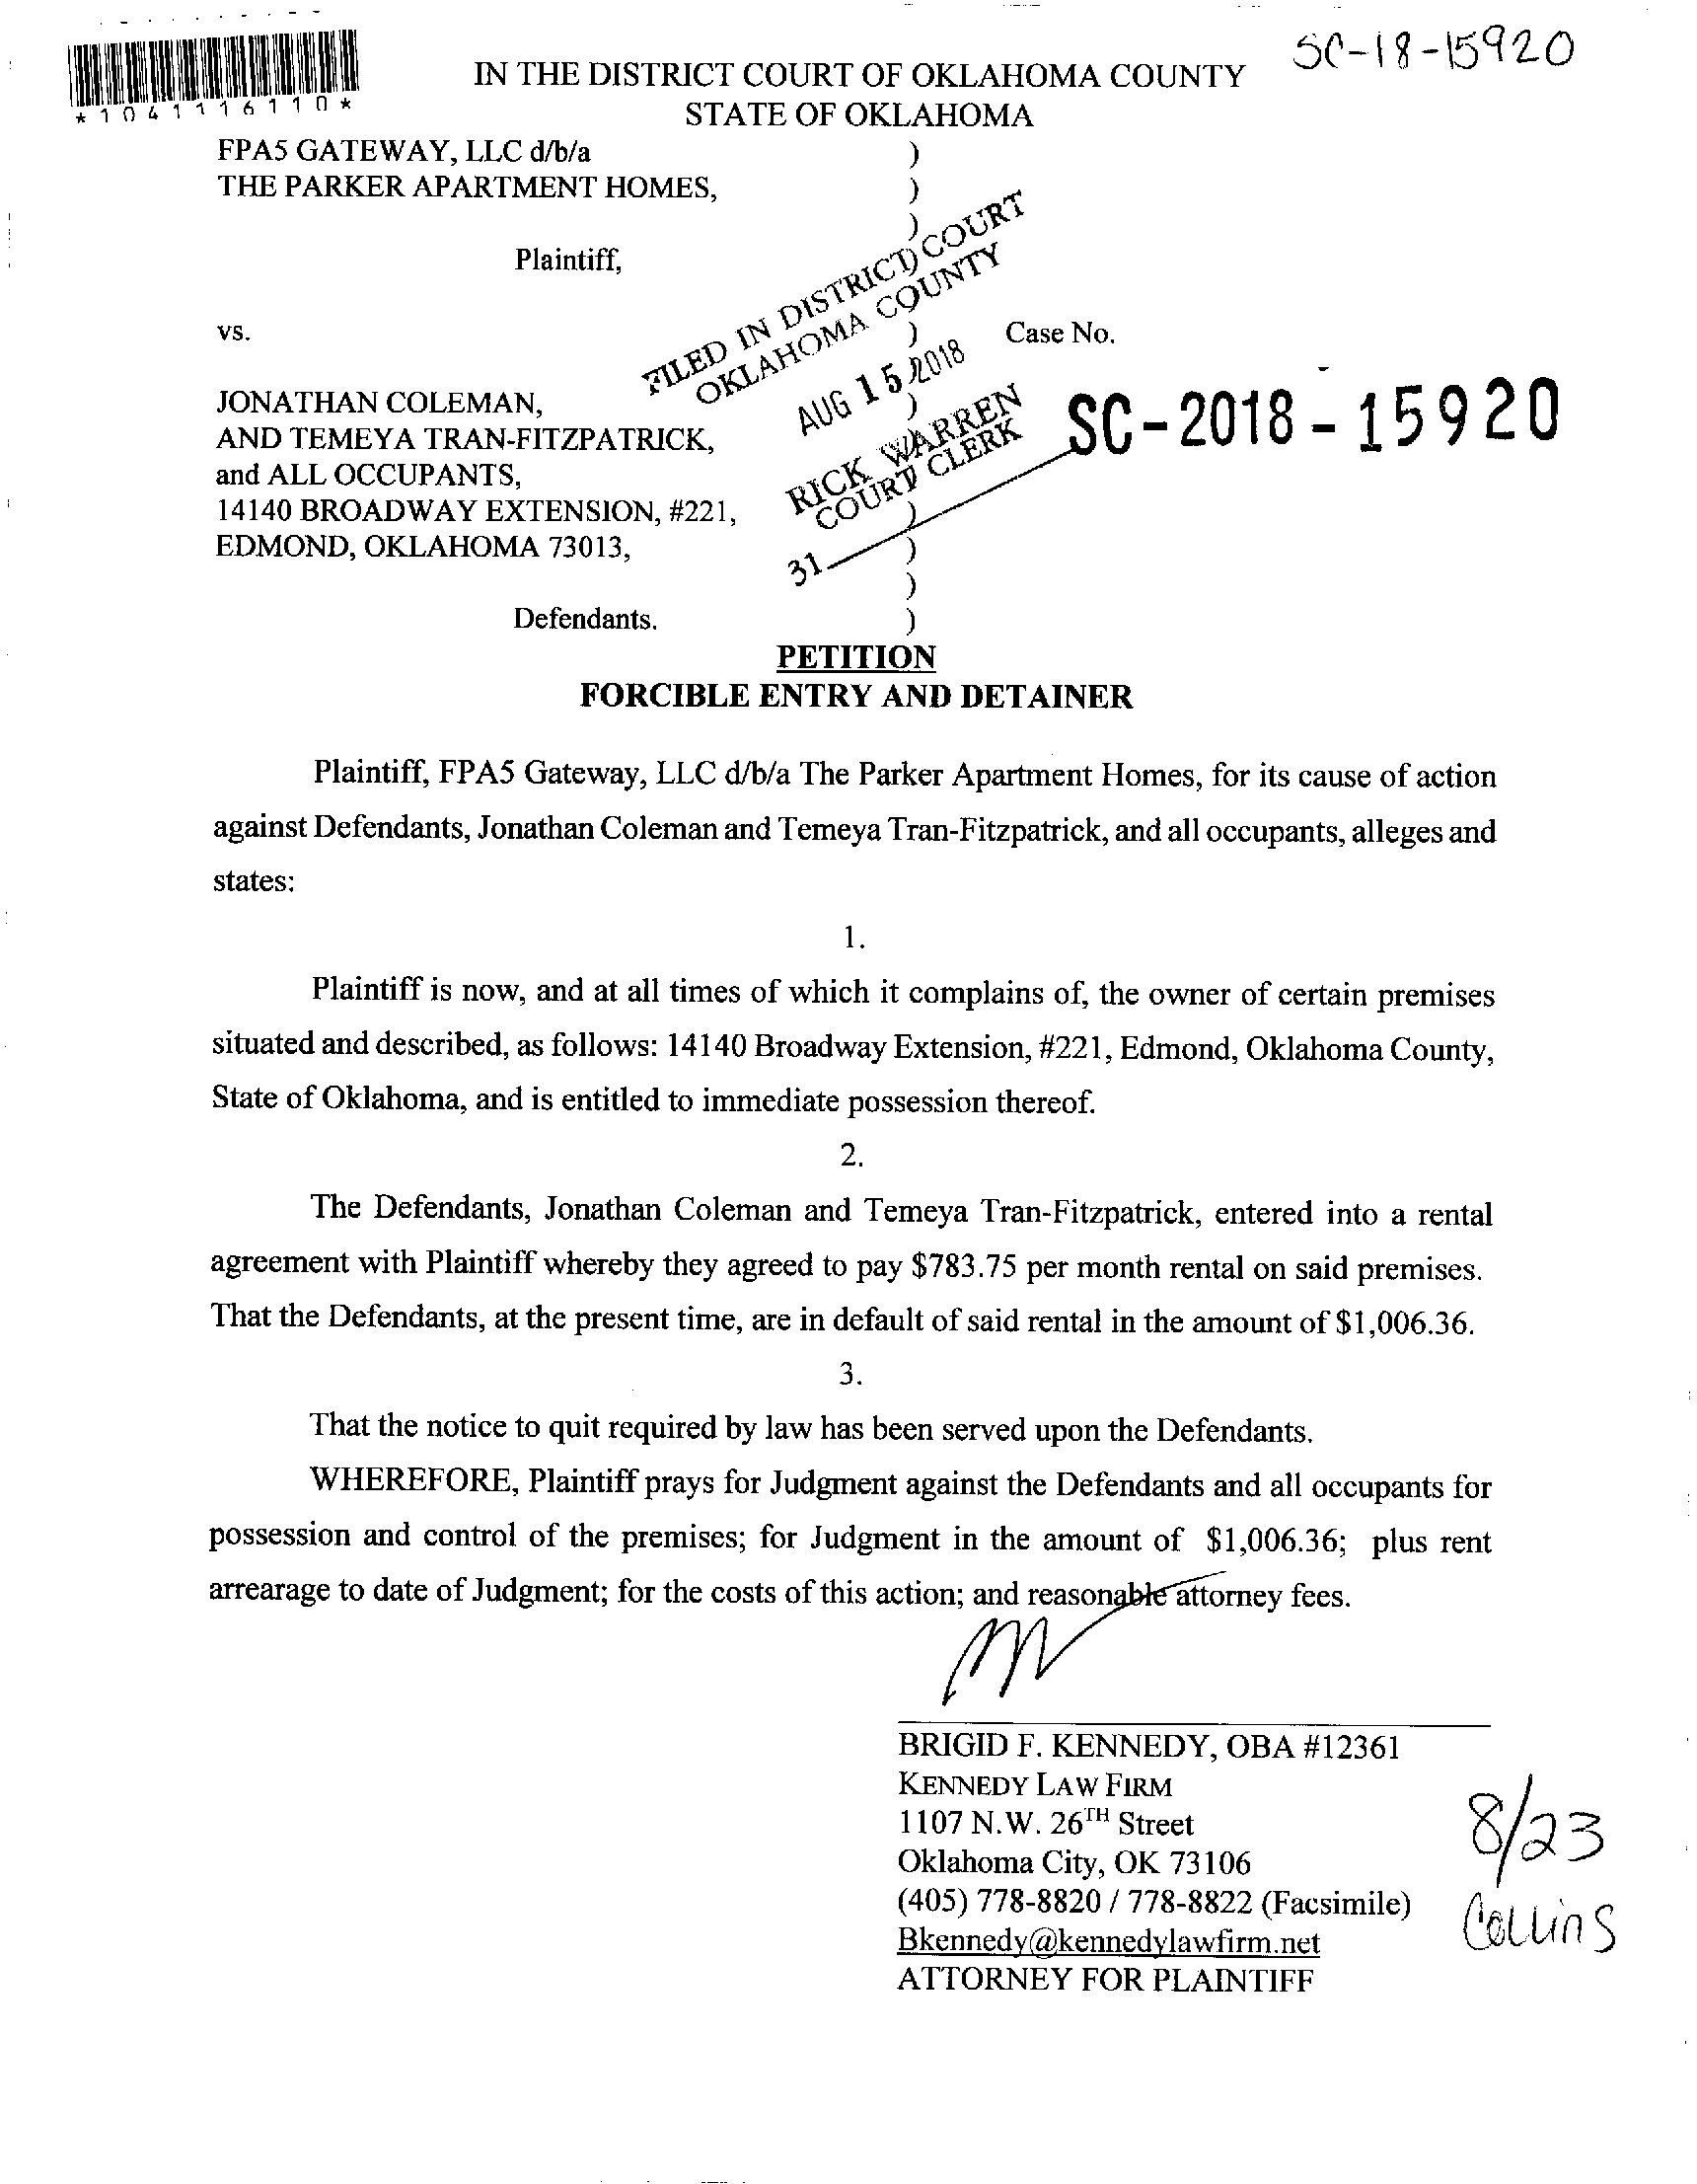 SC-18-15920
*1041116110*
IN THE DISTRICT COURT OF OKLAHOMA COUNTY
STATE OF OKLAHOMA
FPA5 GATEWAY, LLC d/b/a )
THE PARKER APARTMENT HOMES, )
)
Plaintiff, )
FILED IN DISTRICT COURT
OKLAHOMA COUNTY
vs. ) Case No.
AUG 15 2018
JONATHAN COLEMAN, )
SC-2018-15920
AND TEMEYA TRAN-FITZPATRICK,
RICK WARREN
COURT CLERK
and ALL OCCUPANTS, )
14140 BROADWAY EXTENSION, #221, )
EDMOND, OKLAHOMA 73013, )
31
)
Defendants. )
PETITION
FORCIBLE ENTRY AND DETAINER
Plaintiff, FPA5 Gateway, LLC d/b/a The Parker Apartment Homes, for its cause of action
against Defendants, Jonathan Coleman and Temeya Tran-Fitzpatrick, and all occupants, alleges and
states:
1.
Plaintiff is now, and at all times of which it complains of, the owner of certain premises
situated and described, as follows: 14140 Broadway Extension, #221, Edmond, Oklahoma County,
State of Oklahoma, and is entitled to immediate possession thereof.
2.
The Defendants, Jonathan Coleman and Temeya Tran-Fitzpatrick, entered into a rental
agreement with Plaintiff whereby they agreed to pay $783.75 per month rental on said premises.
That the Defendants, at the present time, are in default of said rental in the amount of $1,006.36.
3.
That the notice to quit required by law has been served upon the Defendants.
WHEREFORE, Plaintiff prays for Judgment against the Defendants and all occupants for
possession and control of the premises; for Judgment in the amount of $1,006.36; plus rent
arrearage to date of Judgment; for the costs of this action; and reasonable attorney fees.
BRIGID F. KENNEDY, OBA #12361
KENNEDY LAW FIRM
1107 N.W. 26TH Street
Oklahoma City, OK 73106
(405) 778-8820 / 778-8822 (Facsimile)
Bkennedy@kennedylawfirm.net
ATTORNEY FOR PLAINTIFF
8/23
Collins